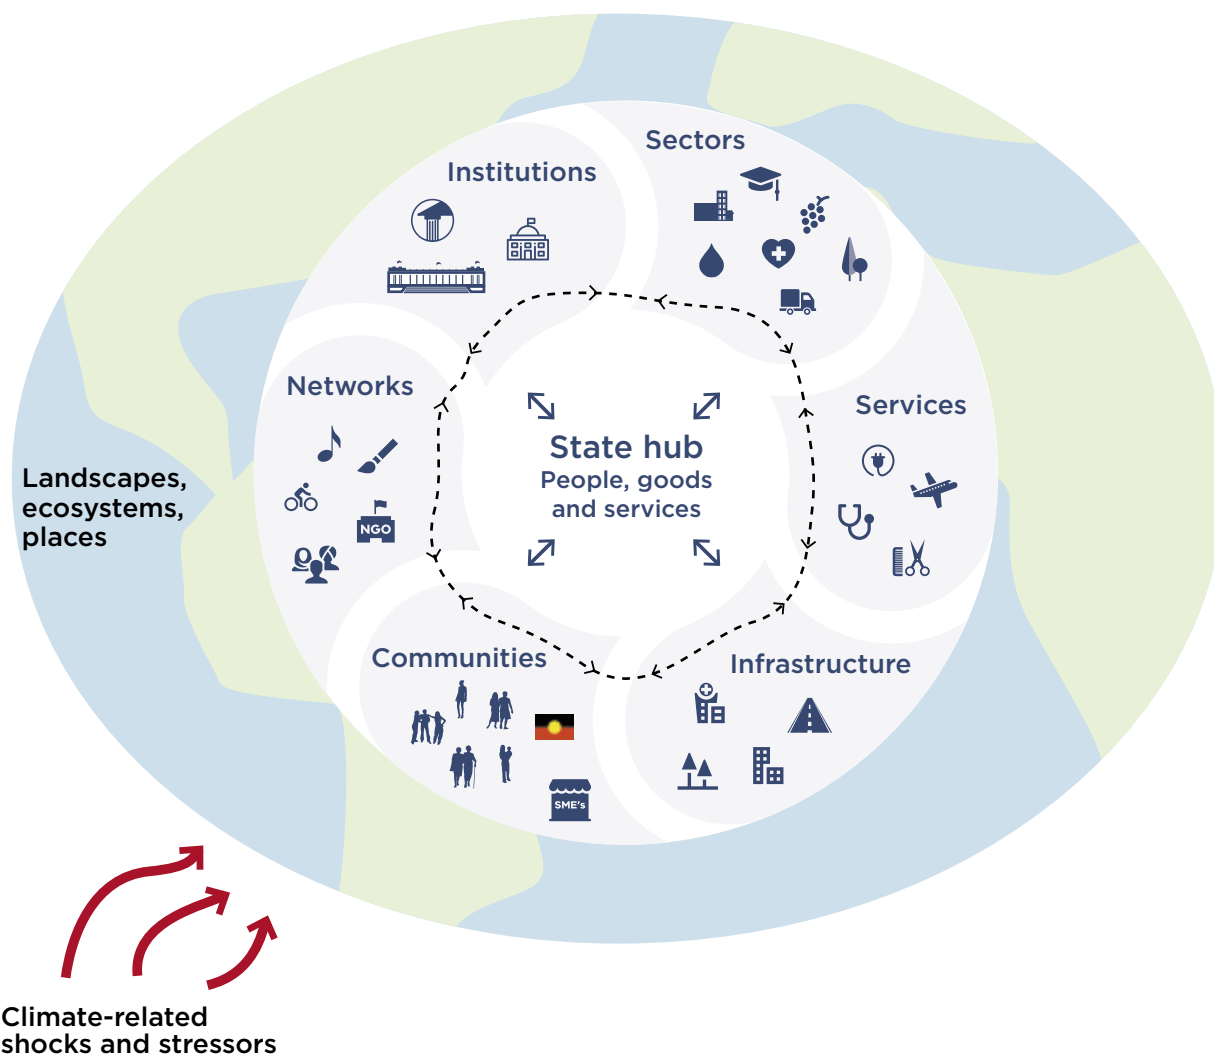 Sectors
Institutions
Networks
Services
State hub
People, goods
and services
Landscapes,
ecosystems,
places
NGO
Communities
Infrastructure
SME's
Climate-related
shocks and stressors